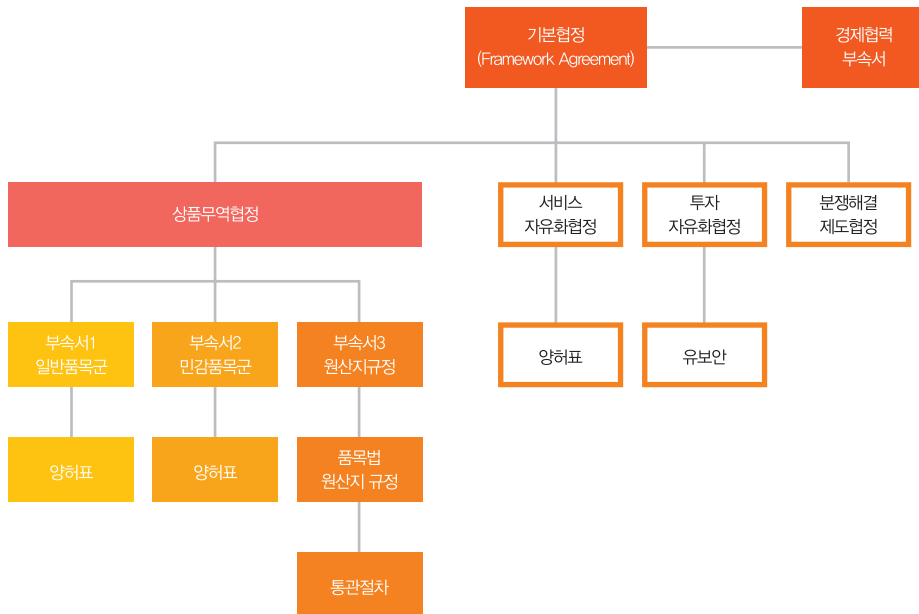 기본협정
(Framework Agreement)
경제협력
부속서
상품무역협정
서비스
자유화협정
투자
자유화협정
분쟁해결
제도협정
부속서1
일반품목군
부속서2
민감품목군
부속서3
원산지규정
양허표
유보안
양허표
양허표
품목법
원산지 규정
통관절차